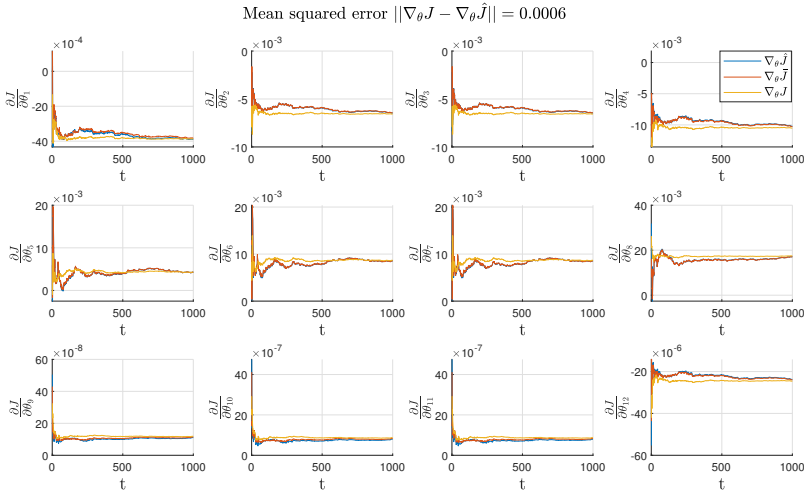 Mean squared error ||∇θJ − ∇θĴ|| = 0.0006
×10⁻⁴ ×10⁻³ ×10⁻³ ×10⁻³
∂J/∂θ₁ 0 -20 -40 0 500 1000 t
∂J/∂θ₂ 0 -5 -10 0 500 1000 t
∂J/∂θ₃ 0 -5 -10 0 500 1000 t
∂J/∂θ₄ 0 -5 -10 0 500 1000 t
∇θĴ
∇θJ̄
∇θJ
×10⁻³ ×10⁻³ ×10⁻³ ×10⁻³
∂J/∂θ₅ 20 10 0 0 500 1000 t
∂J/∂θ₆ 20 10 0 0 500 1000 t
∂J/∂θ₇ 20 10 0 0 500 1000 t
∂J/∂θ₈ 40 20 0 0 500 1000 t
×10⁻⁸ ×10⁻⁷ ×10⁻⁷ ×10⁻⁶
∂J/∂θ₉ 60 40 20 0 0 500 1000 t
∂J/∂θ₁₀ 40 20 0 0 500 1000 t
∂J/∂θ₁₁ 40 20 0 0 500 1000 t
∂J/∂θ₁₂ -20 -40 -60 0 500 1000 t